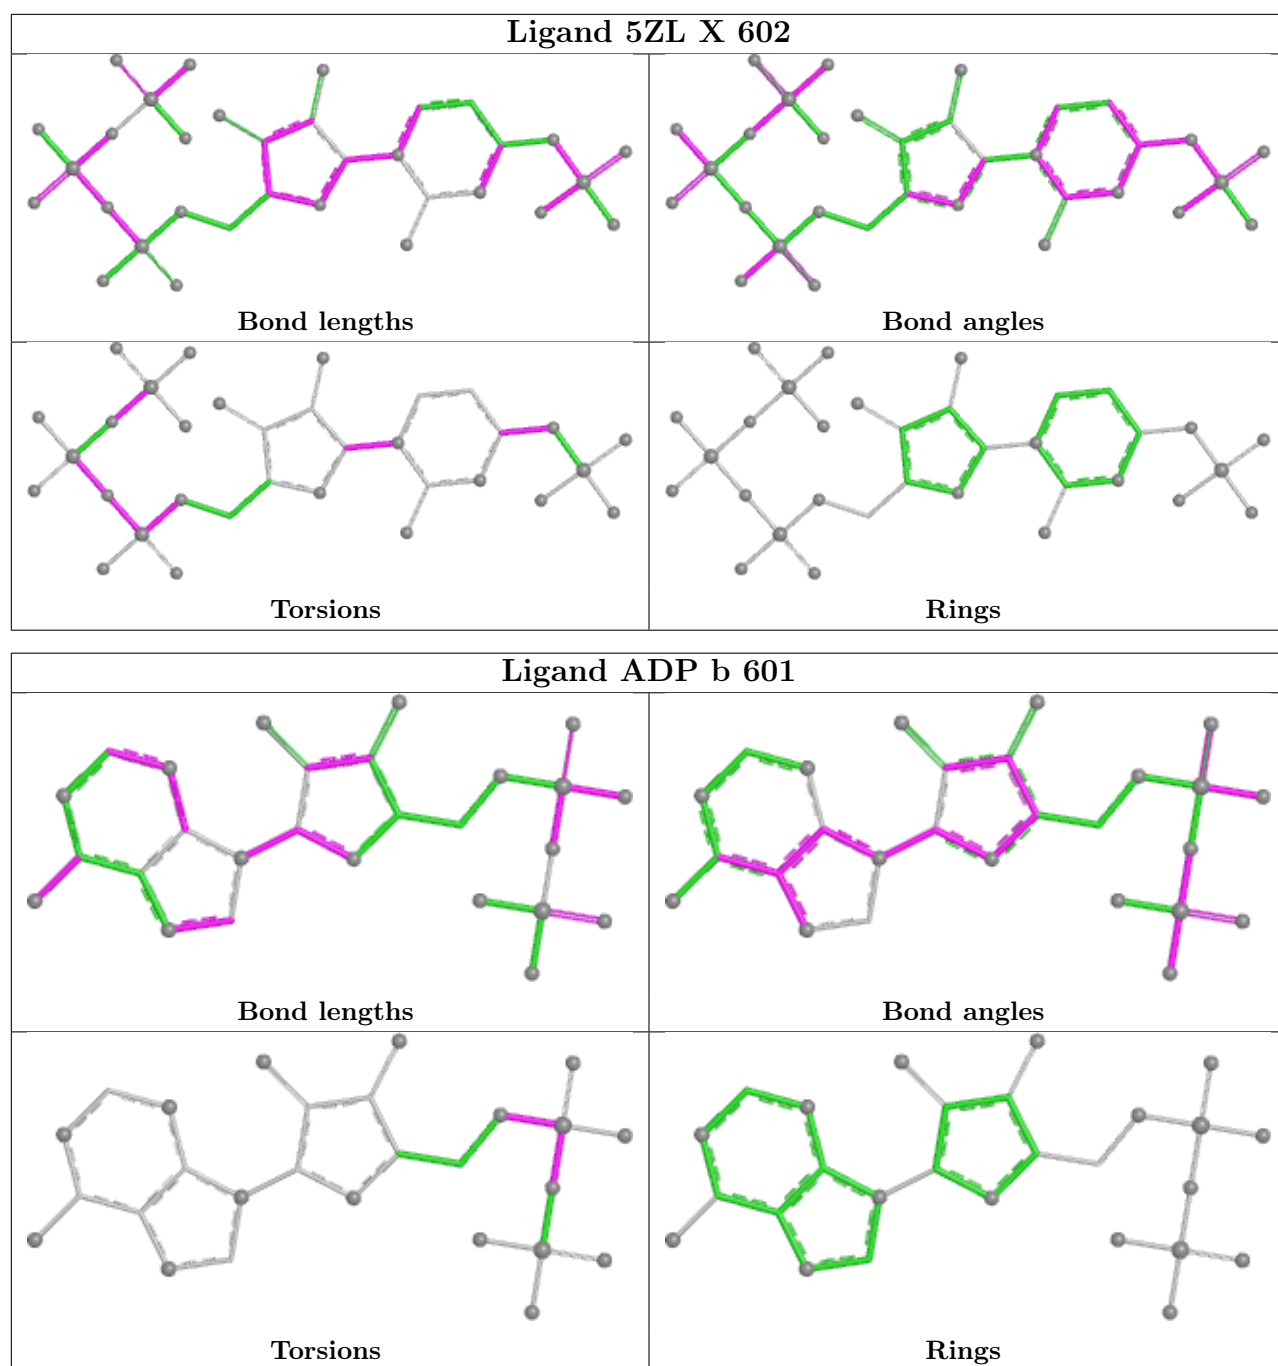 Ligand 5ZL X 602
Bond lengths
Bond angles
Torsions
Rings
Ligand ADP b 601
Bond lengths
Bond angles
Torsions
Rings